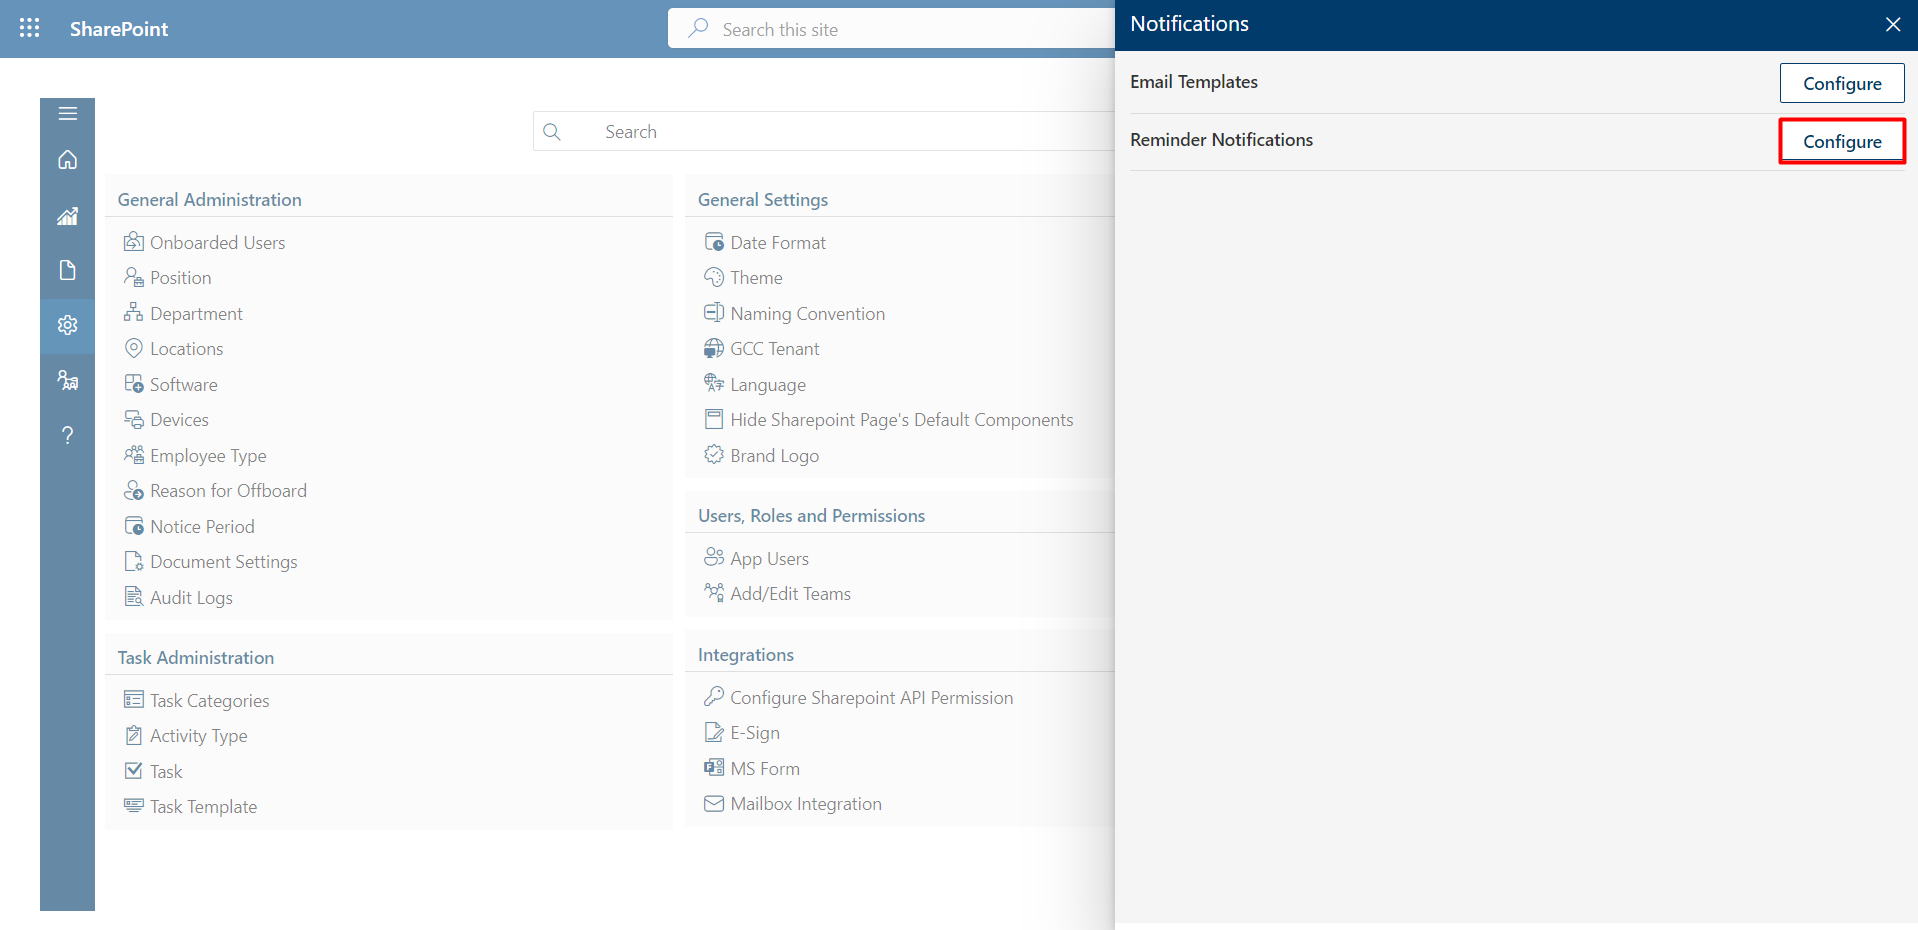 SharePoint
Search this site
Notifications
Email Templates
Configure
Reminder Notifications
Configure
Search
General Administration
Onboarded Users
Position
Department
Locations
Software
Devices
Employee Type
Reason for Offboard
Notice Period
Document Settings
Audit Logs
Task Administration
Task Categories
Activity Type
Task
Task Template
General Settings
Date Format
Theme
Naming Convention
GCC Tenant
Language
Hide Sharepoint Page's Default Components
Brand Logo
Users, Roles and Permissions
App Users
Add/Edit Teams
Integrations
Configure Sharepoint API Permission
E-Sign
MS Form
Mailbox Integration